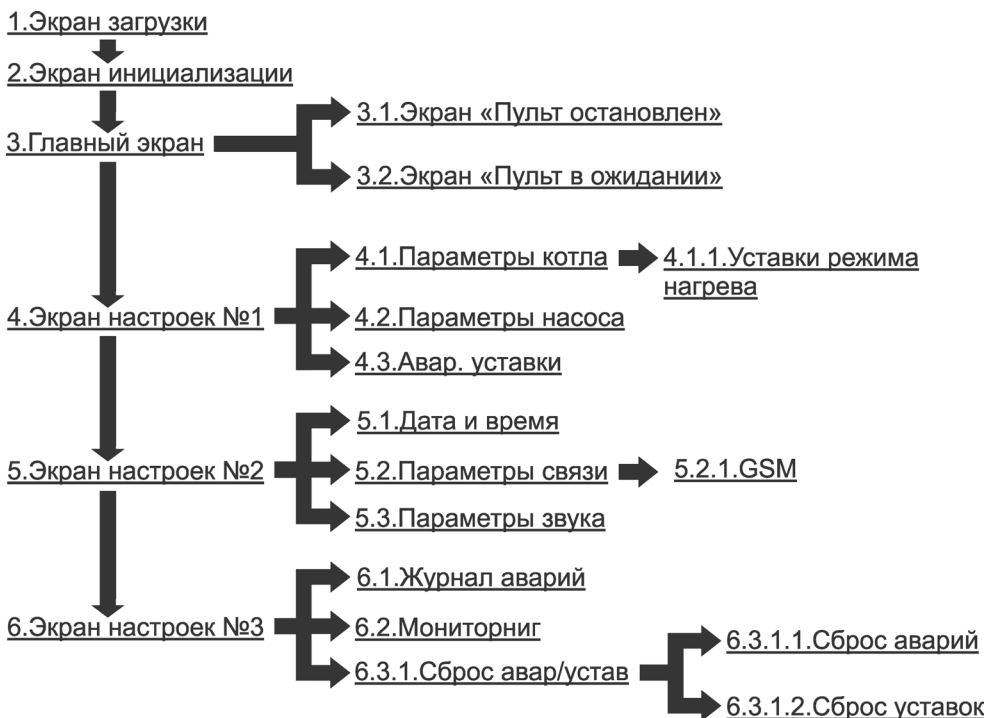 1.Экран загрузки
2.Экран инициализации
3.Главный экран
3.1.Экран «Пульт остановлен»
3.2.Экран «Пульт в ожидании»
4.Экран настроек №1
4.1.Параметры котла
4.1.1.Уставки режима
нагрева
4.2.Параметры насоса
4.3.Авар. уставки
5.Экран настроек №2
5.1.Дата и время
5.2.Параметры связи
5.2.1.GSM
5.3.Параметры звука
6.Экран настроек №3
6.1.Журнал аварий
6.2.Мониторниг
6.3.1.Сброс авар/устав
6.3.1.1.Сброс аварий
6.3.1.2.Сброс уставок